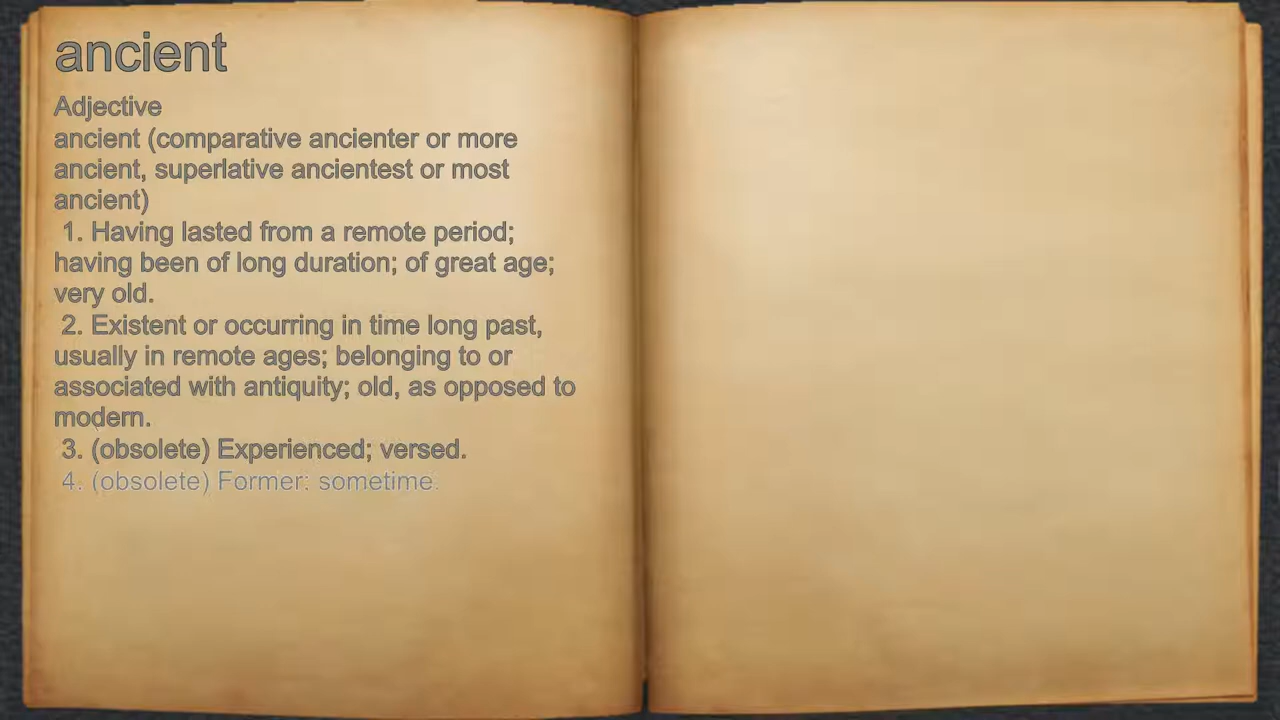 ancient
Adjective
ancient (comparative ancienter or more
ancient, superlative ancientest or most
ancient)
1. Having lasted from a remote period;
having been of long duration; of great age;
very old.
2. Existent or occurring in time long past,
usually in remote ages; belonging to or
associated with antiquity; old, as opposed to
modern.
3. (obsolete) Experienced; versed.
4. (obsolete) Former; sometime.